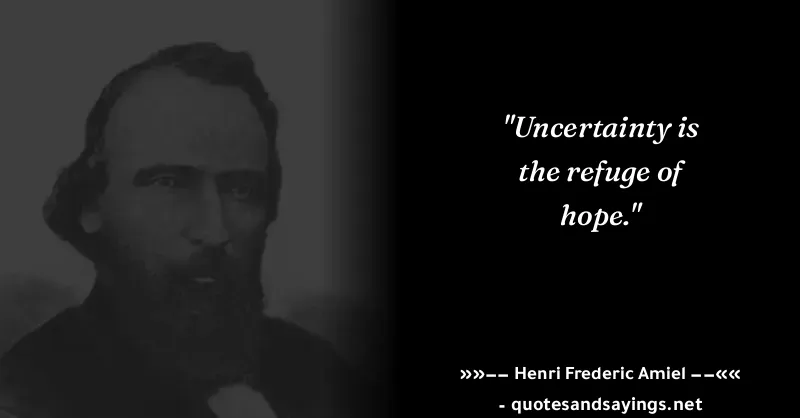 "Uncertainty is
the refuge of
hope."
»»–– Henri Frederic Amiel ––««
- quotesandsayings.net